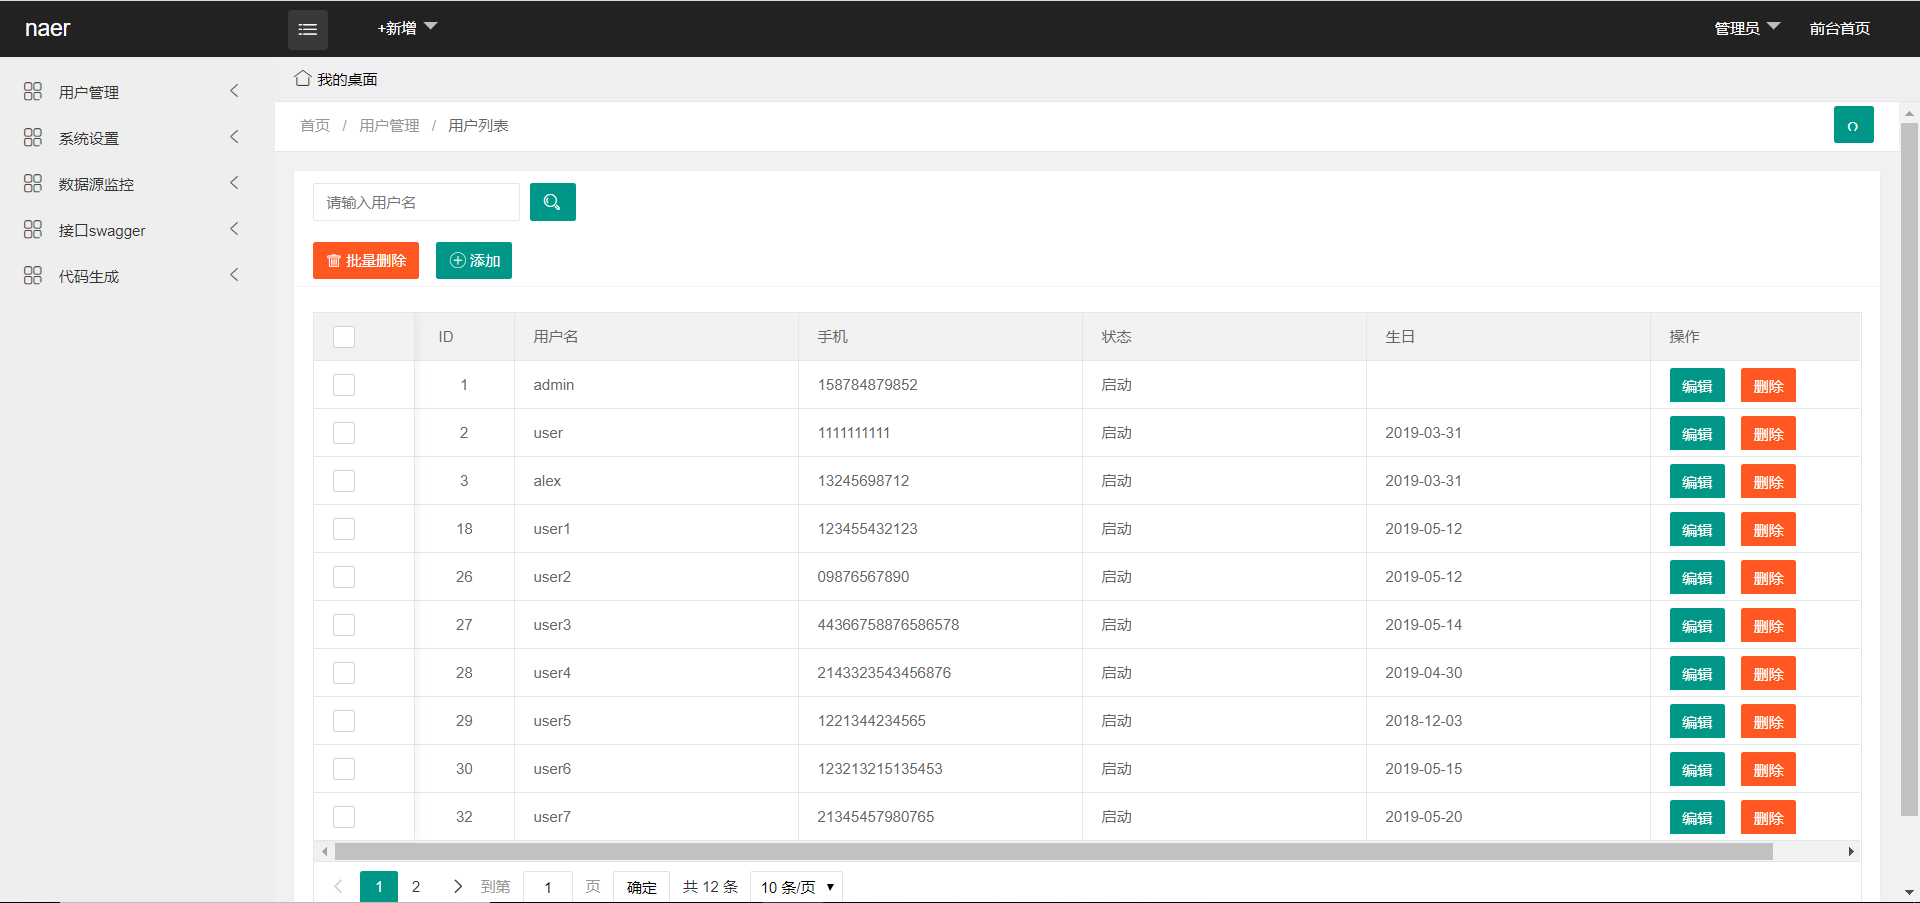 naer
+新增
管理员
前台首页
用户管理
系统设置
数据源监控
接口swagger
代码生成
我的桌面
首页 / 用户管理 / 用户列表
请输入用户名
批量删除 添加
ID 用户名 手机 状态 生日 操作
1 admin 158784879852 启动 编辑 删除
2 user 1111111111 启动 2019-03-31 编辑 删除
3 alex 13245698712 启动 2019-03-31 编辑 删除
18 user1 123455432123 启动 2019-05-12 编辑 删除
26 user2 09876567890 启动 2019-05-12 编辑 删除
27 user3 44366758876586578 启动 2019-05-14 编辑 删除
28 user4 2143323543456876 启动 2019-04-30 编辑 删除
29 user5 1221344234565 启动 2018-12-03 编辑 删除
30 user6 123213215135453 启动 2019-05-15 编辑 删除
32 user7 21345457980765 启动 2019-05-20 编辑 删除
1 2 到第 1 页 确定 共 12 条 10 条/页